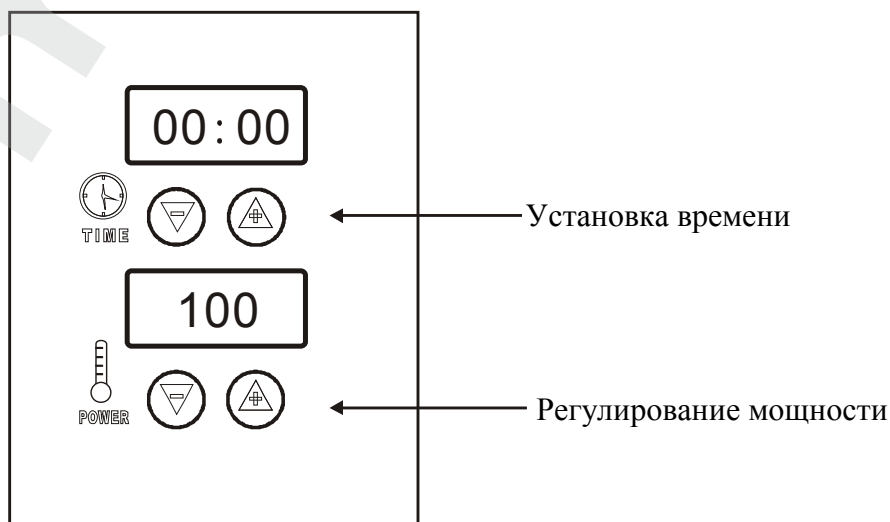 00:00
TIME
Установка времени
100
POWER
Регулирование мощности